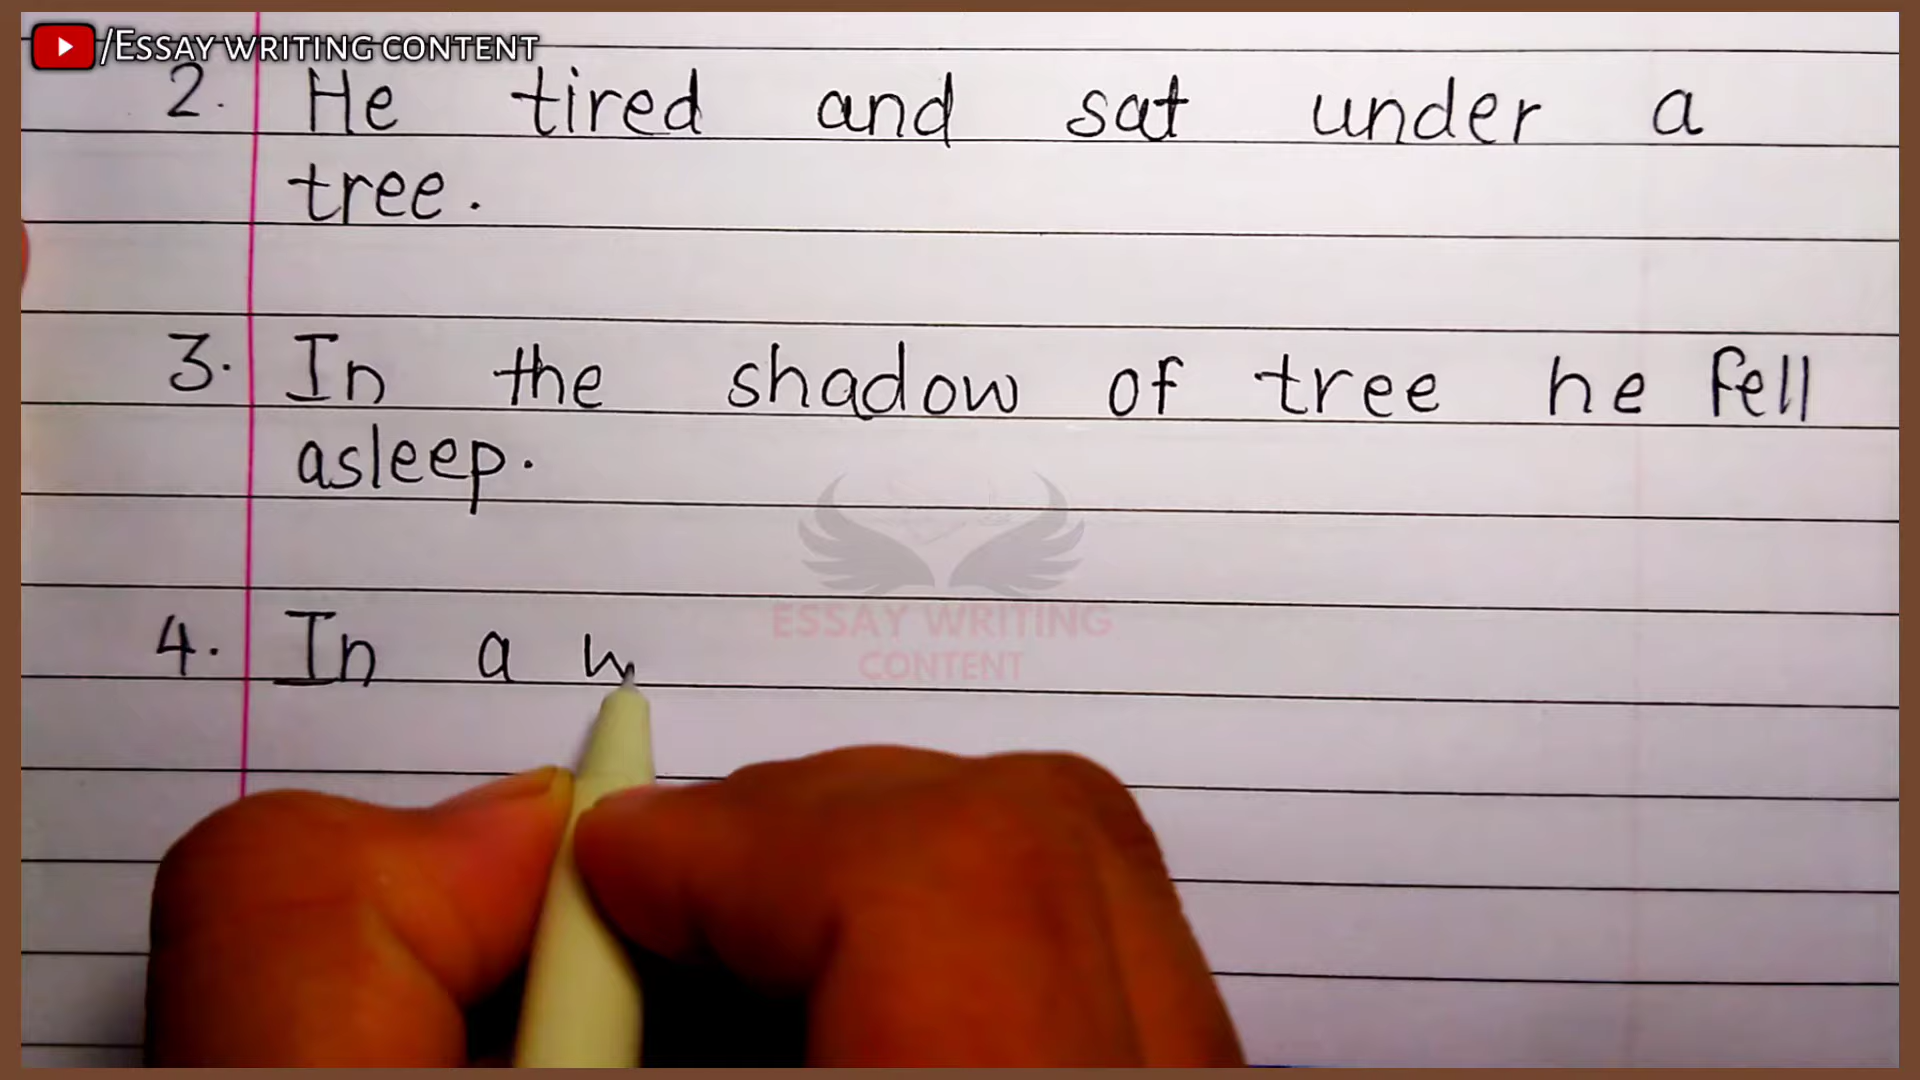 /ESSAY WRITING CONTENT
2. He tired and sat under a
tree.
3. In the shadow of tree he fell
asleep.
ESSAY WRITING
CONTENT
4. In a